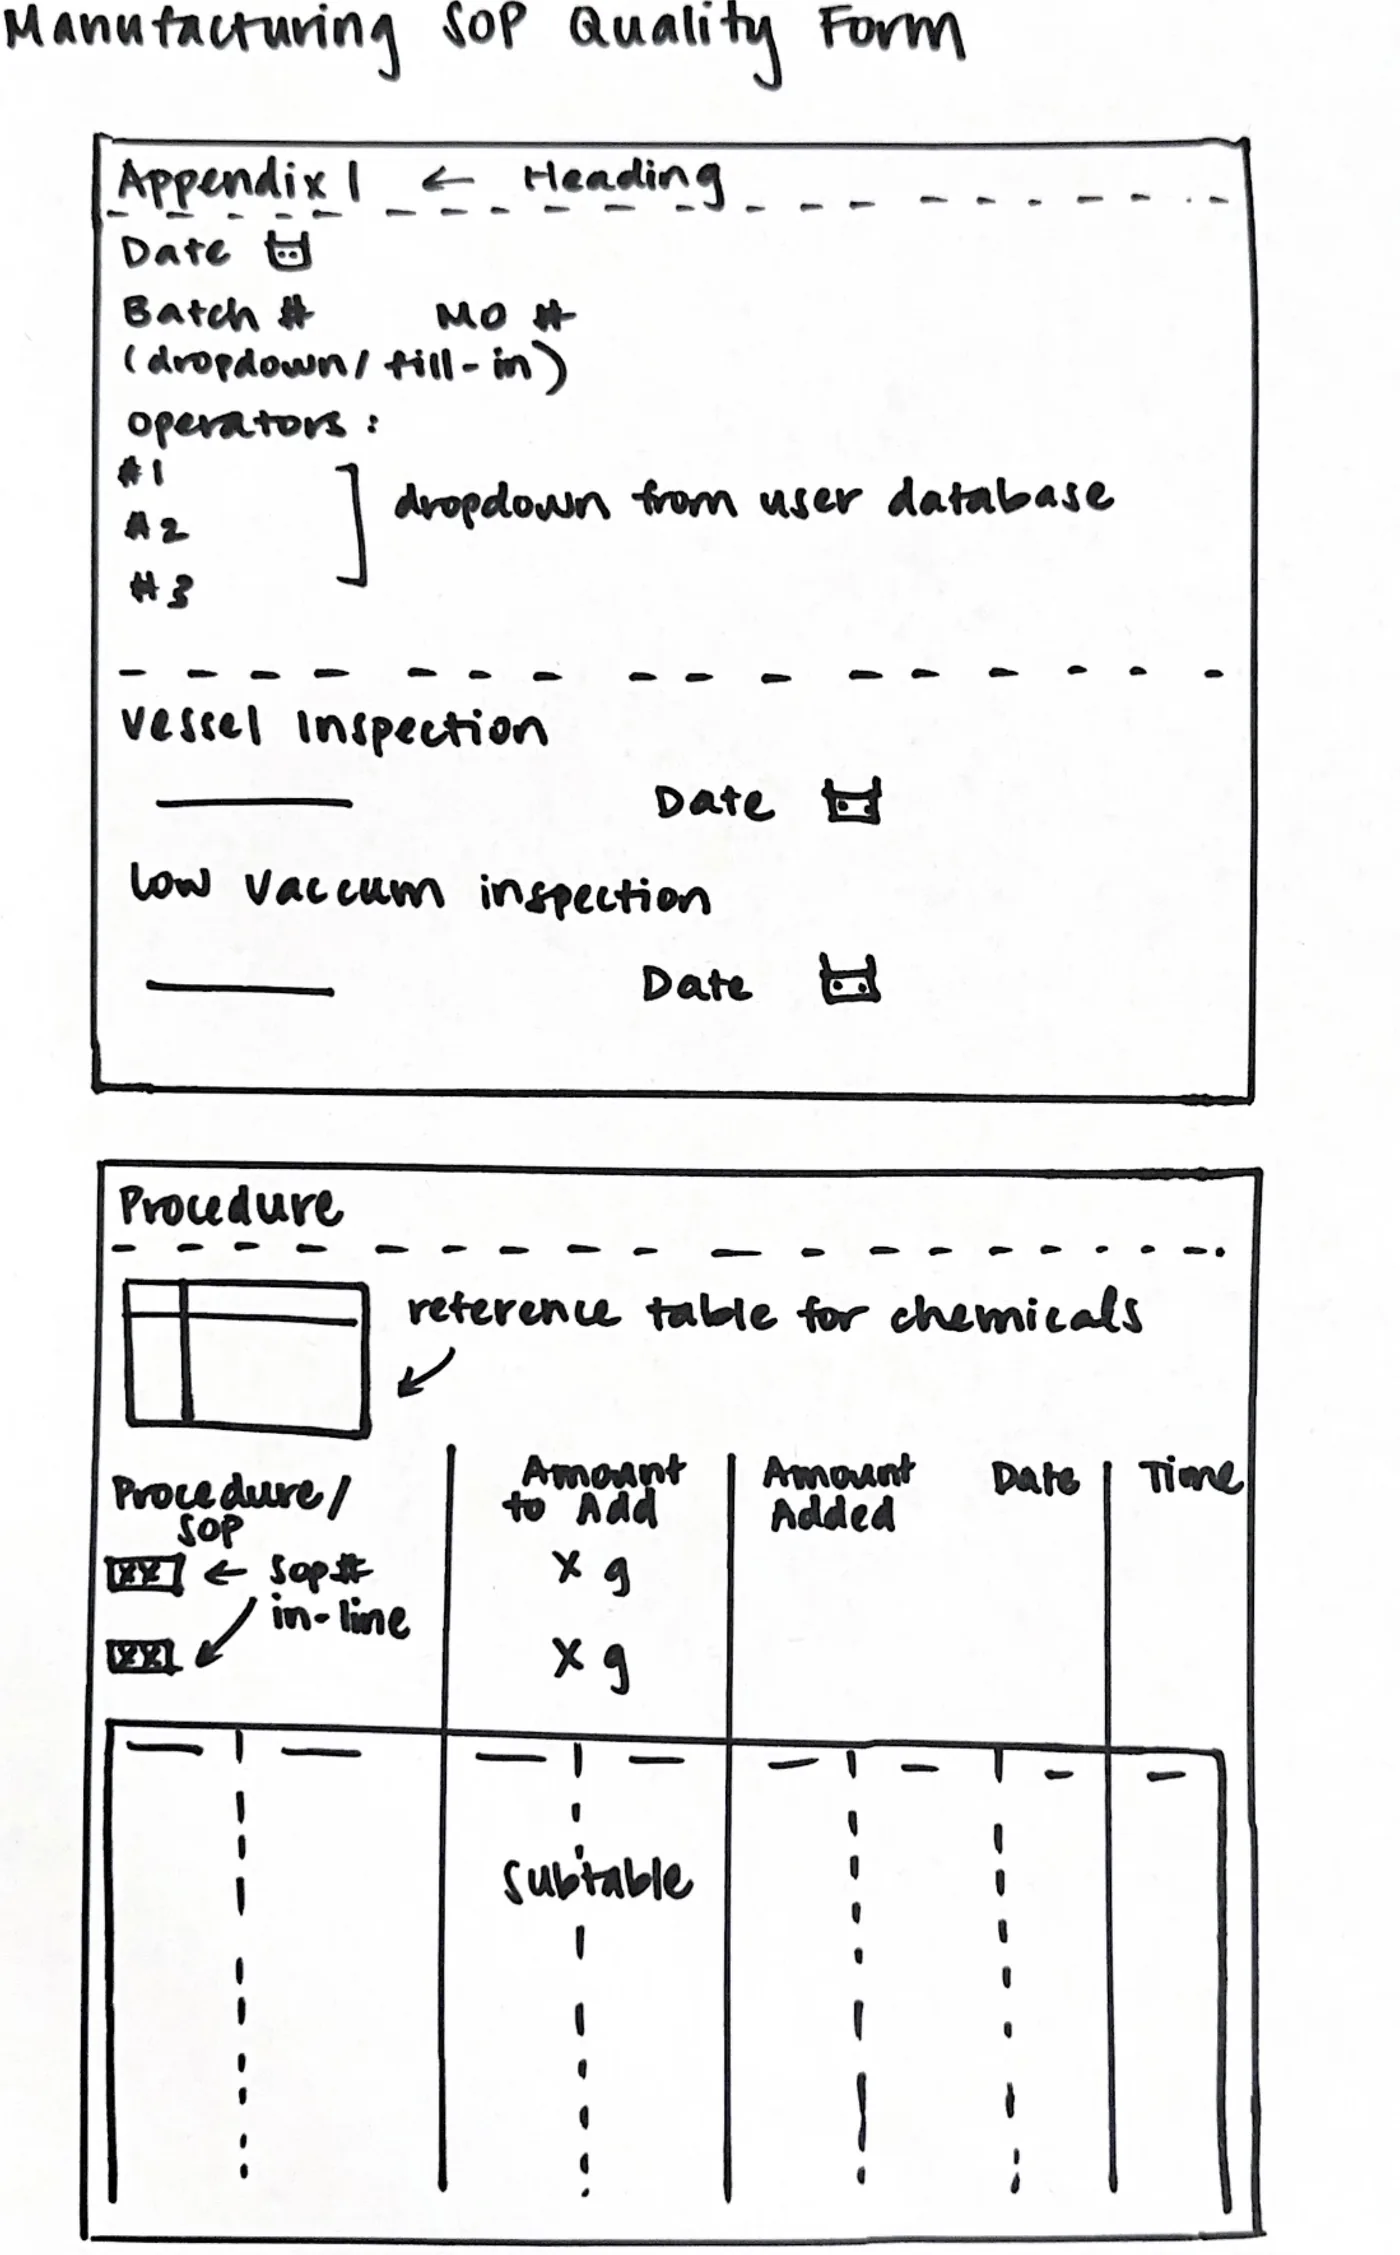 Manufacturing SOP Quality Form
Appendix 1 ← Heading
Date
Batch # MO #
(dropdown/fill-in)
Operators:
#1
#2
#3
dropdown from user database
Vessel Inspection
Date
Low Vaccum inspection
Date
Procedure
reference table for chemicals
Procedure/
SOP
Amount
to Add
Amount
Added
Date
Time
XX ← SOP#
in-line
X g
XX
X g
Subtable